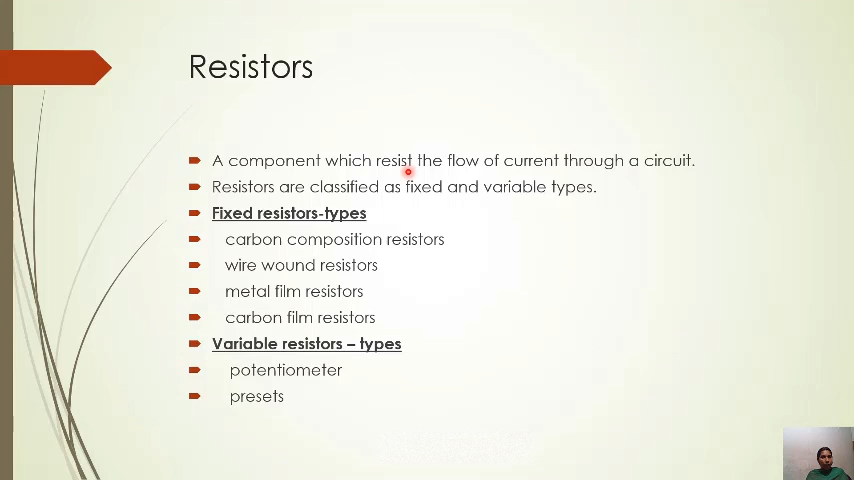 Resistors
A component which resist the flow of current through a circuit.
Resistors are classified as fixed and variable types.
Fixed resistors-types
carbon composition resistors
wire wound resistors
metal film resistors
carbon film resistors
Variable resistors – types
potentiometer
presets